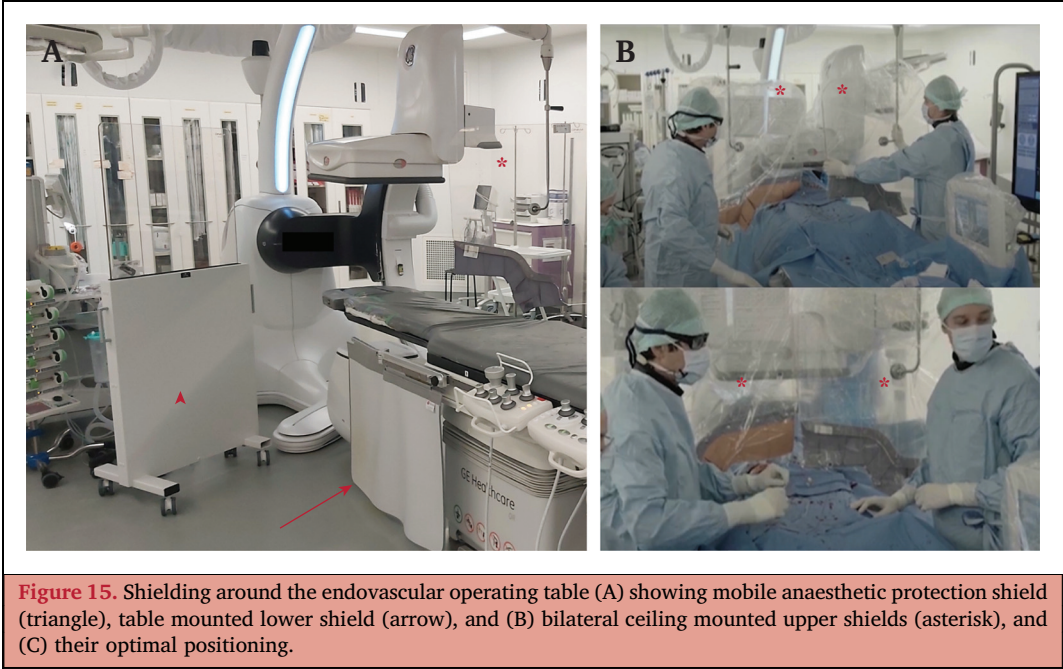 A
B
GE Healthcare
Figure 15. Shielding around the endovascular operating table (A) showing mobile anaesthetic protection shield
(triangle), table mounted lower shield (arrow), and (B) bilateral ceiling mounted upper shields (asterisk), and
(C) their optimal positioning.